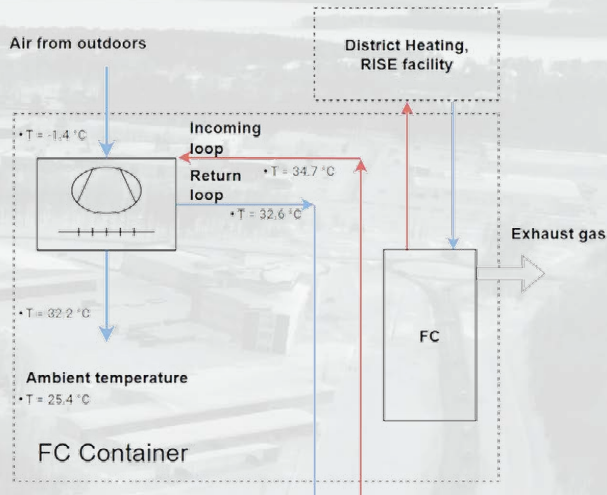 Air from outdoors
District Heating,
RISE facility
• T = -1.4 °C
Incoming
loop
• T = 34.7 °C
Return
loop
• T = 32.6 °C
Exhaust gas
• T = 32.2 °C
FC
Ambient temperature
• T = 25.4 °C
FC Container